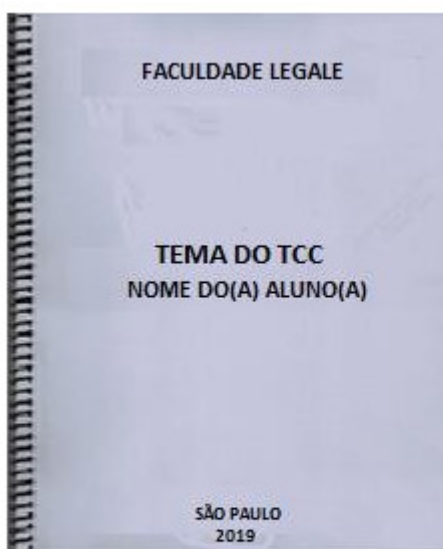 FACULDADE LEGALE
TEMA DO TCC
NOME DO(A) ALUNO(A)
SÃO PAULO
2019